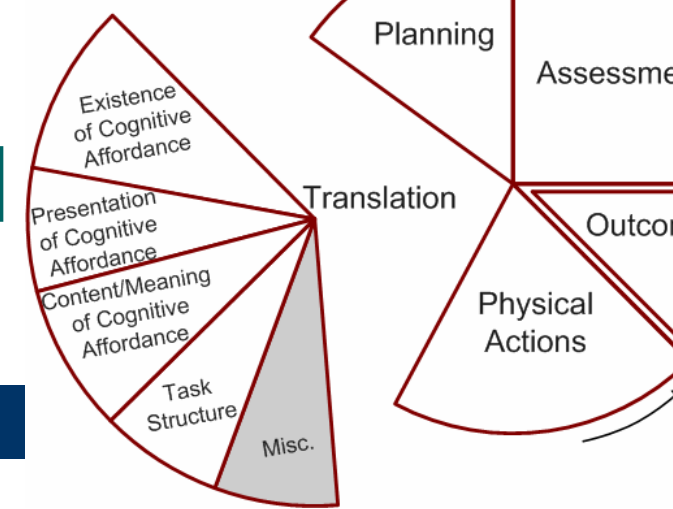 Planning
Assessme
Existence
of Cognitive
Affordance
Translation
Presentation
of Cognitive
Affordance
Outcor
Content/Meaning
of Cognitive
Affordance
Physical
Actions
Task
Structure
Misc.